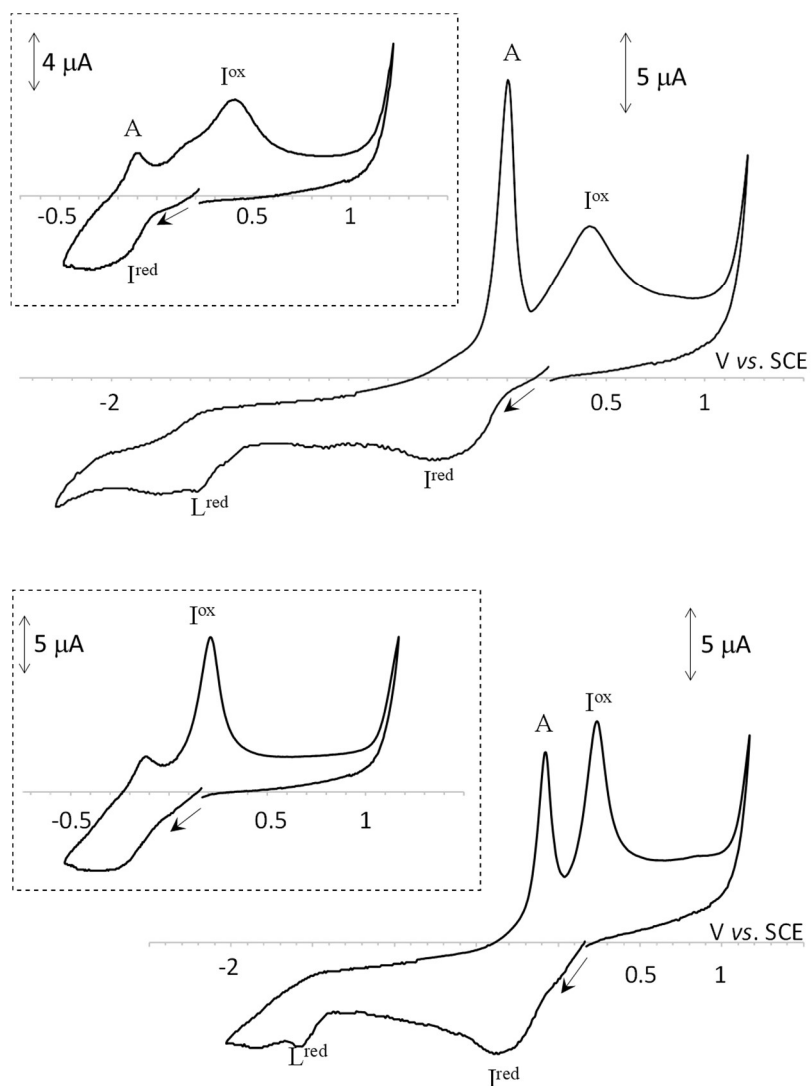 4 μA
A
I^ox
-0.5
0.5
1
I^red
A
5 μA
I^ox
V vs. SCE
-2
0.5
1
I^red
L^red
5 μA
I^ox
-0.5
0.5
1
5 μA
A
I^ox
V vs. SCE
-2
0.5
1
L^red
I^red